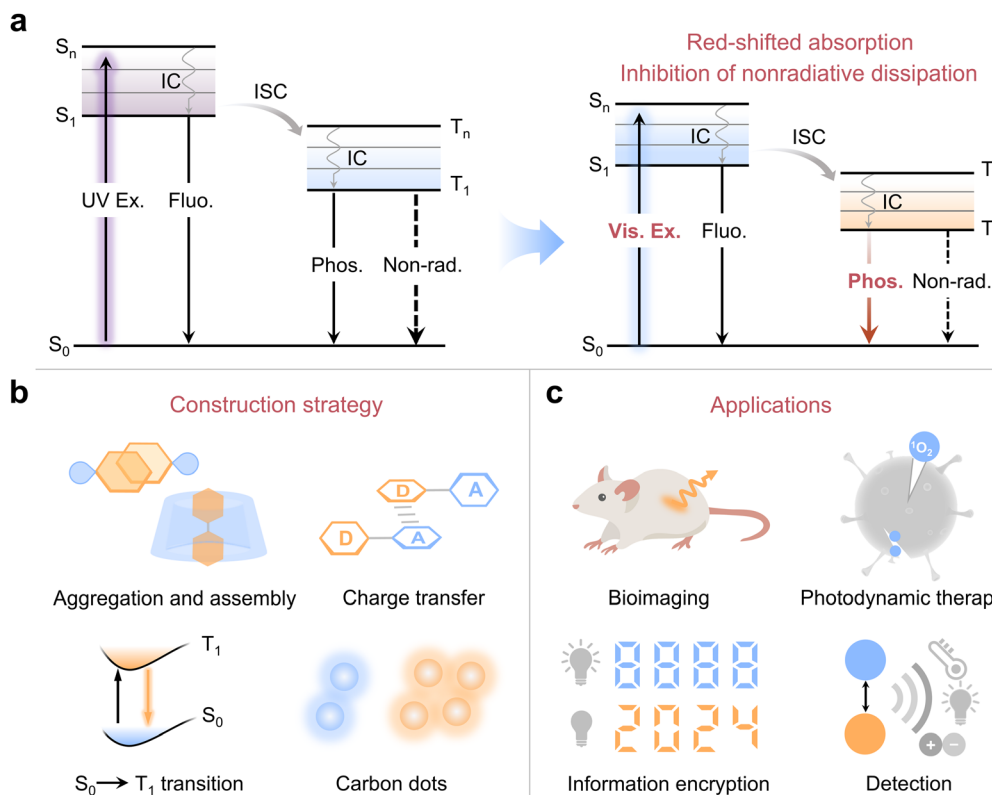 a
Sn
IC
S1
ISC
Tn
IC
T1
UV Ex.
Fluo.
Phos.
Non-rad.
S0
Red-shifted absorption
Inhibition of nonradiative dissipation
Sn
IC
S1
ISC
T
IC
T
Vis. Ex.
Fluo.
Phos.
Non-rad.
S0
b
Construction strategy
D
A
D
A
Aggregation and assembly
Charge transfer
T1
S0
S0 → T1 transition
Carbon dots
c
Applications
1O2
Bioimaging
Photodynamic therap
8888
2024
+ −
Information encryption
Detection